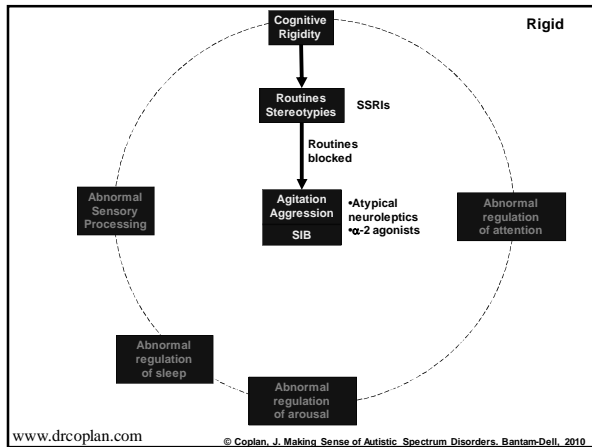 Rigid
Cognitive
Rigidity
Routines
Stereotypies
SSRIs
Routines
blocked
Agitation
Aggression
SIB
•Atypical
neuroleptics
•α-2 agonists
Abnormal
Sensory
Processing
Abnormal
regulation
of attention
Abnormal
regulation
of sleep
Abnormal
regulation
of arousal
www.drcoplan.com
© Coplan, J. Making Sense of Autistic Spectrum Disorders. Bantam-Dell, 2010